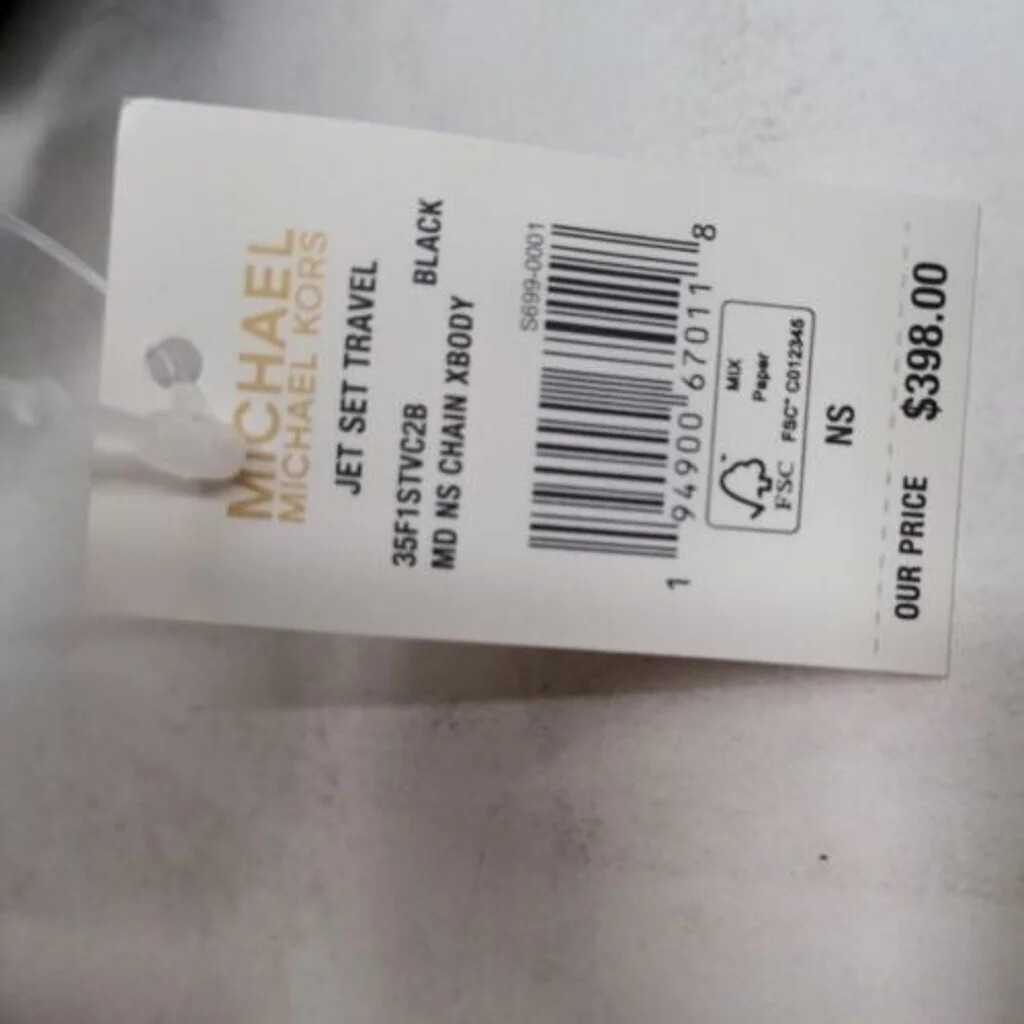 MICHAEL
MICHAEL KORS
JET SET TRAVEL
35F1STVC2B BLACK
MD NS CHAIN XBODY
S699-0001
1 94900 67011 8
MIX
Paper
FSC FSC™ C012345
NS
OUR PRICE $398.00